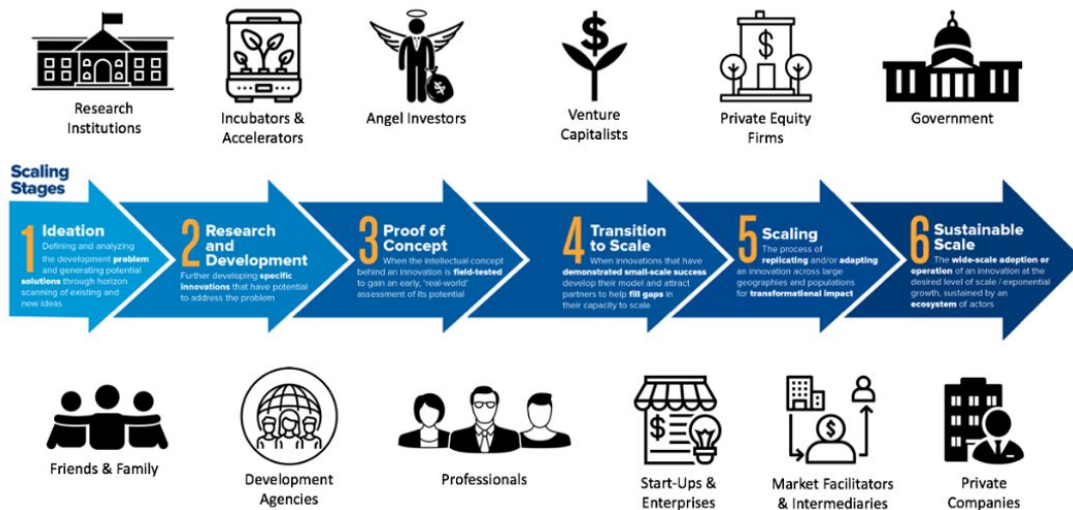 Research
Institutions
Incubators &
Accelerators
Angel Investors
Venture
Capitalists
Private Equity
Firms
Government
Scaling
Stages
1 Ideation
Defining and analyzing
the development problem
and generating potential
solutions through horizon
scanning of existing and
new ideas
2 Research
and
Development
Further developing specific
innovations that have potential
to address the problem
3 Proof of
Concept
When the intellectual concept
behind an innovation is field-tested
to gain an early, ‘real-world’
assessment of its potential
4 Transition
to Scale
When innovations that have
demonstrated small-scale success
develop their model and attract
partners to help fill gaps in
their capacity to scale
5 Scaling
The process of
replicating and/or adapting
an innovation across large
geographies and populations
for transformational impact
6 Sustainable
Scale
The wide-scale adoption or
operation of an innovation at the
desired level of scale / exponential
growth, sustained by an
ecosystem of actors
Friends & Family
Development
Agencies
Professionals
Start-Ups &
Enterprises
Market Facilitators
& Intermediaries
Private
Companies